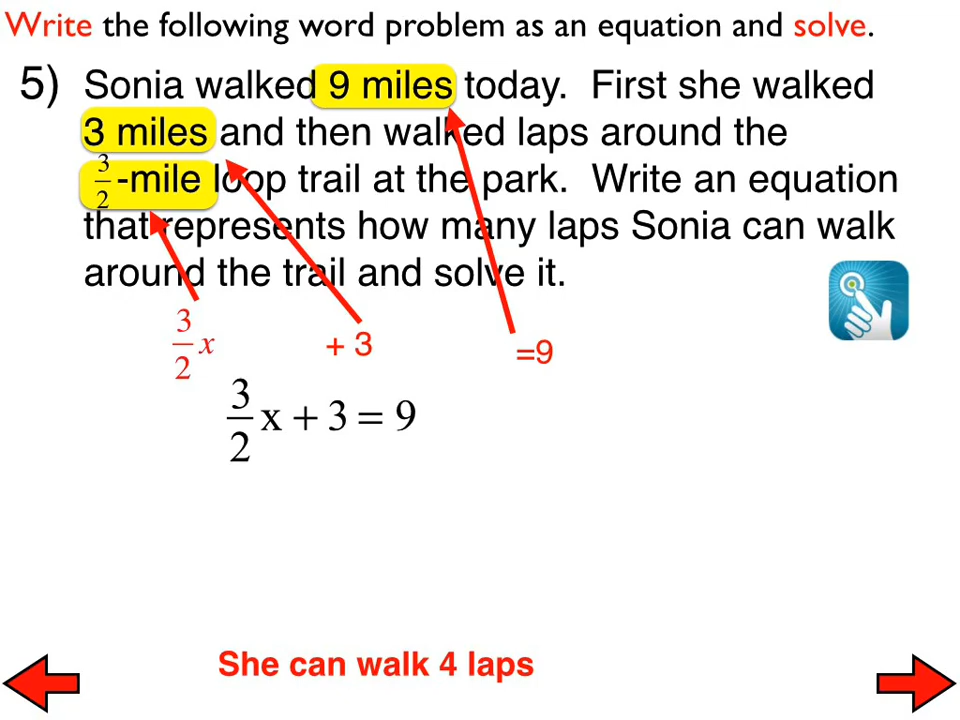 Write the following word problem as an equation and solve.
5) Sonia walked 9 miles today. First she walked
3 miles and then walked laps around the
3/2 -mile loop trail at the park. Write an equation
that represents how many laps Sonia can walk
around the trail and solve it.
3/2 x + 3 =9
3/2 x + 3 = 9
She can walk 4 laps